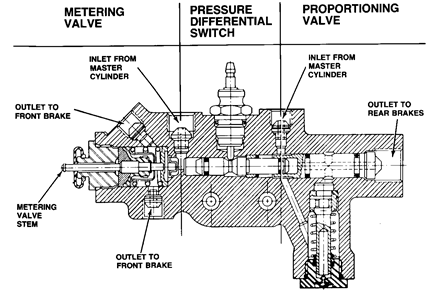 METERING
VALVE
PRESSURE
DIFFERENTIAL
SWITCH
PROPORTIONING
VALVE
INLET FROM
MASTER
CYLINDER
INLET FROM
MASTER
CYLINDER
OUTLET TO
FRONT BRAKE
OUTLET TO
REAR BRAKES
METERING
VALVE
STEM
OUTLET TO
FRONT BRAKE